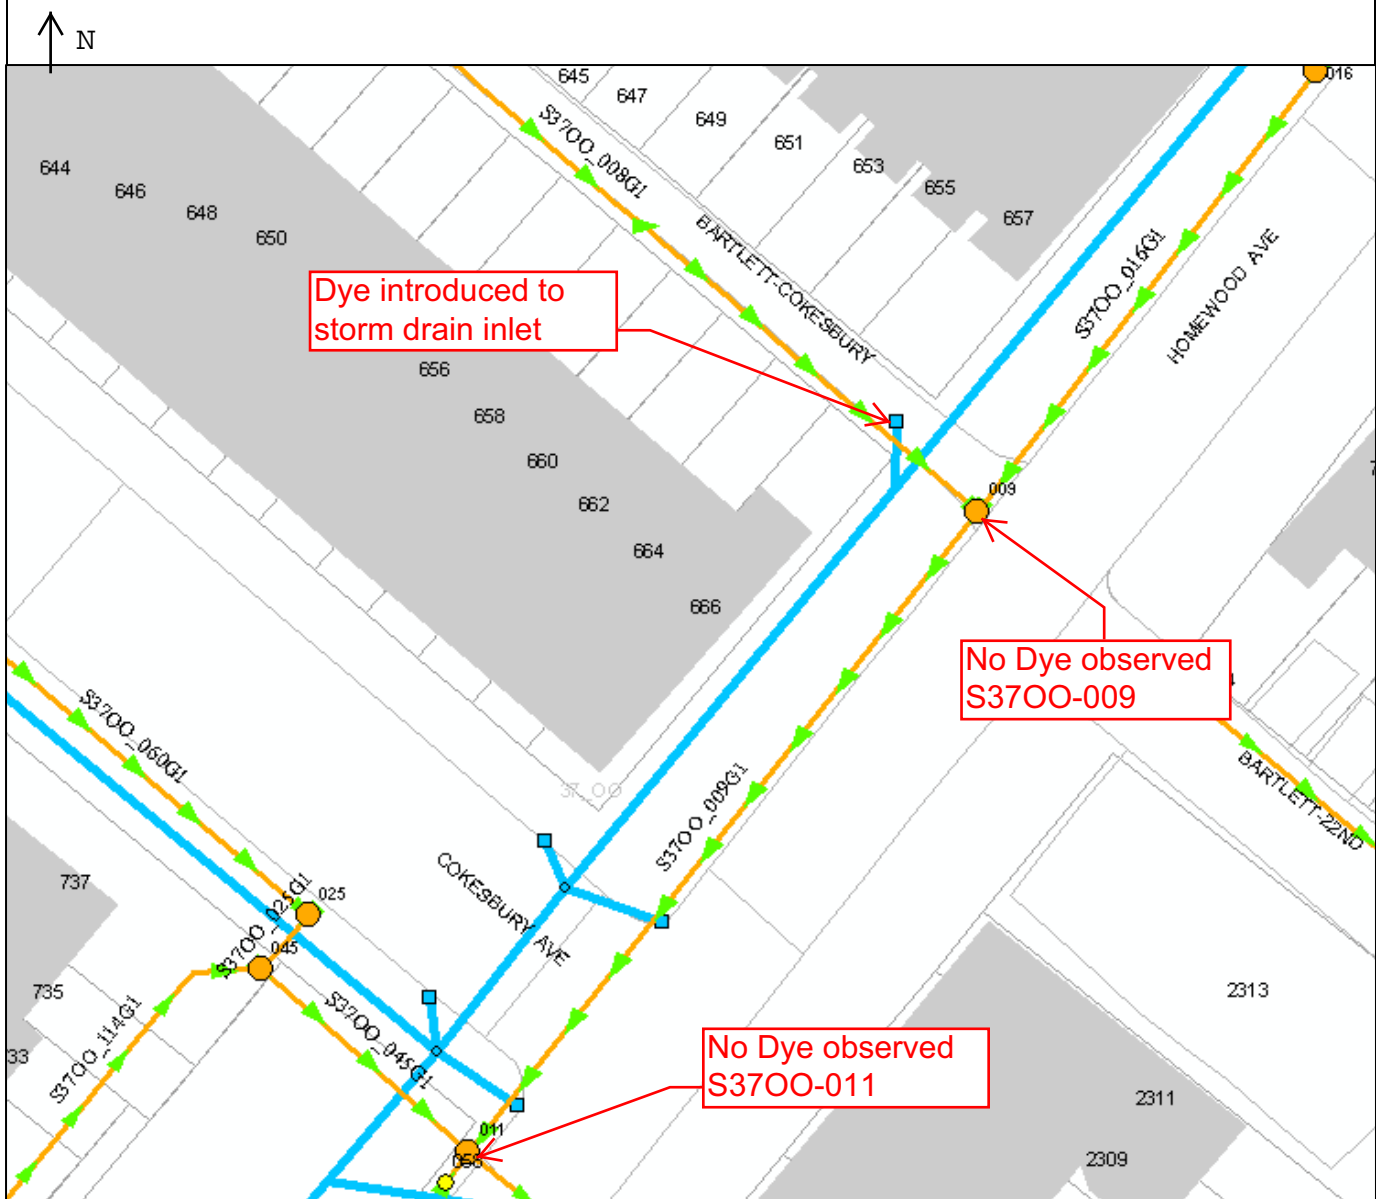 N
016
645
647
649
651
653
655
657
644
646
648
650
S37OO_008G1
BARTLETT-COKESBURY
S37OO_016G1
HOMEWOOD AVE
Dye introduced to
storm drain inlet
656
658
660
662
664
666
009
No Dye observed
S37OO-009
S37OO_060G1
37_OO
S37OO_009G1
BARTLETT-22ND
COKESBURY AVE
737
025
S37OO_025G1
045
735
33
S37OO_114G1
S37OO_045G1
2313
No Dye observed
S37OO-011
011
2311
2309